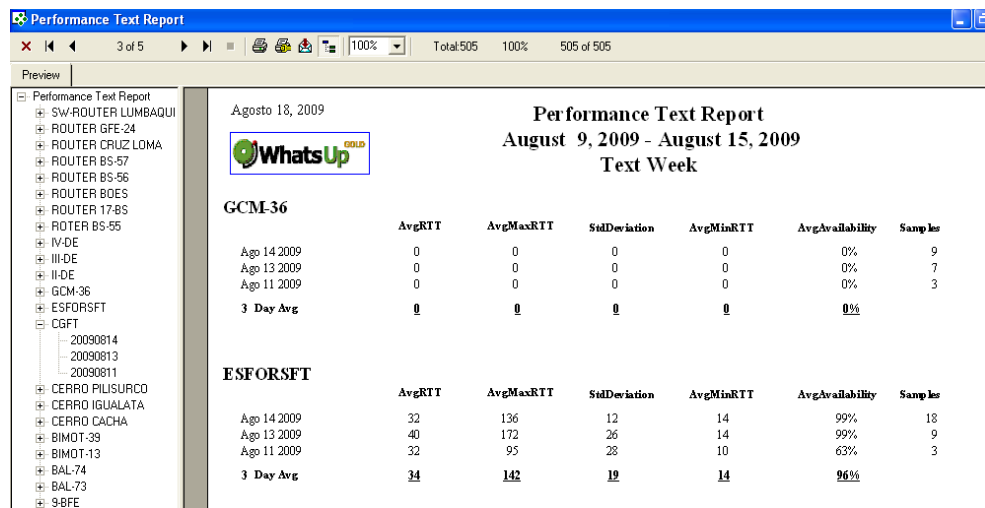 Performance Text Report
3 of 5 100% Total:505 100% 505 of 505
Preview
Performance Text Report
SW-ROUTER LUMBAQUI
ROUTER GFE-24
ROUTER CRUZ LOMA
ROUTER BS-57
ROUTER BS-56
ROUTER BOES
ROUTER 17-BS
ROTER BS-55
IV-DE
III-DE
II-DE
GCM-36
ESFORSFT
CGFT
20090814
20090813
20090811
CERRO PILISURCO
CERRO IGUALATA
CERRO CACHA
BIMOT-39
BIMOT-13
BAL-74
BAL-73
9-BFE
Agosto 18, 2009
WhatsUp GOLD
Performance Text Report
August 9, 2009 - August 15, 2009
Text Week
GCM-36
AvgRTT AvgMaxRTT StdDeviation AvgMinRTT AvgAvailability Samples
Ago 14 2009 0 0 0 0 0% 9
Ago 13 2009 0 0 0 0 0% 7
Ago 11 2009 0 0 0 0 0% 3
3 Day Avg 0 0 0 0 0%
ESFORSFT
AvgRTT AvgMaxRTT StdDeviation AvgMinRTT AvgAvailability Samples
Ago 14 2009 32 136 12 14 99% 18
Ago 13 2009 40 172 26 14 99% 9
Ago 11 2009 32 95 28 10 63% 3
3 Day Avg 34 142 19 14 96%